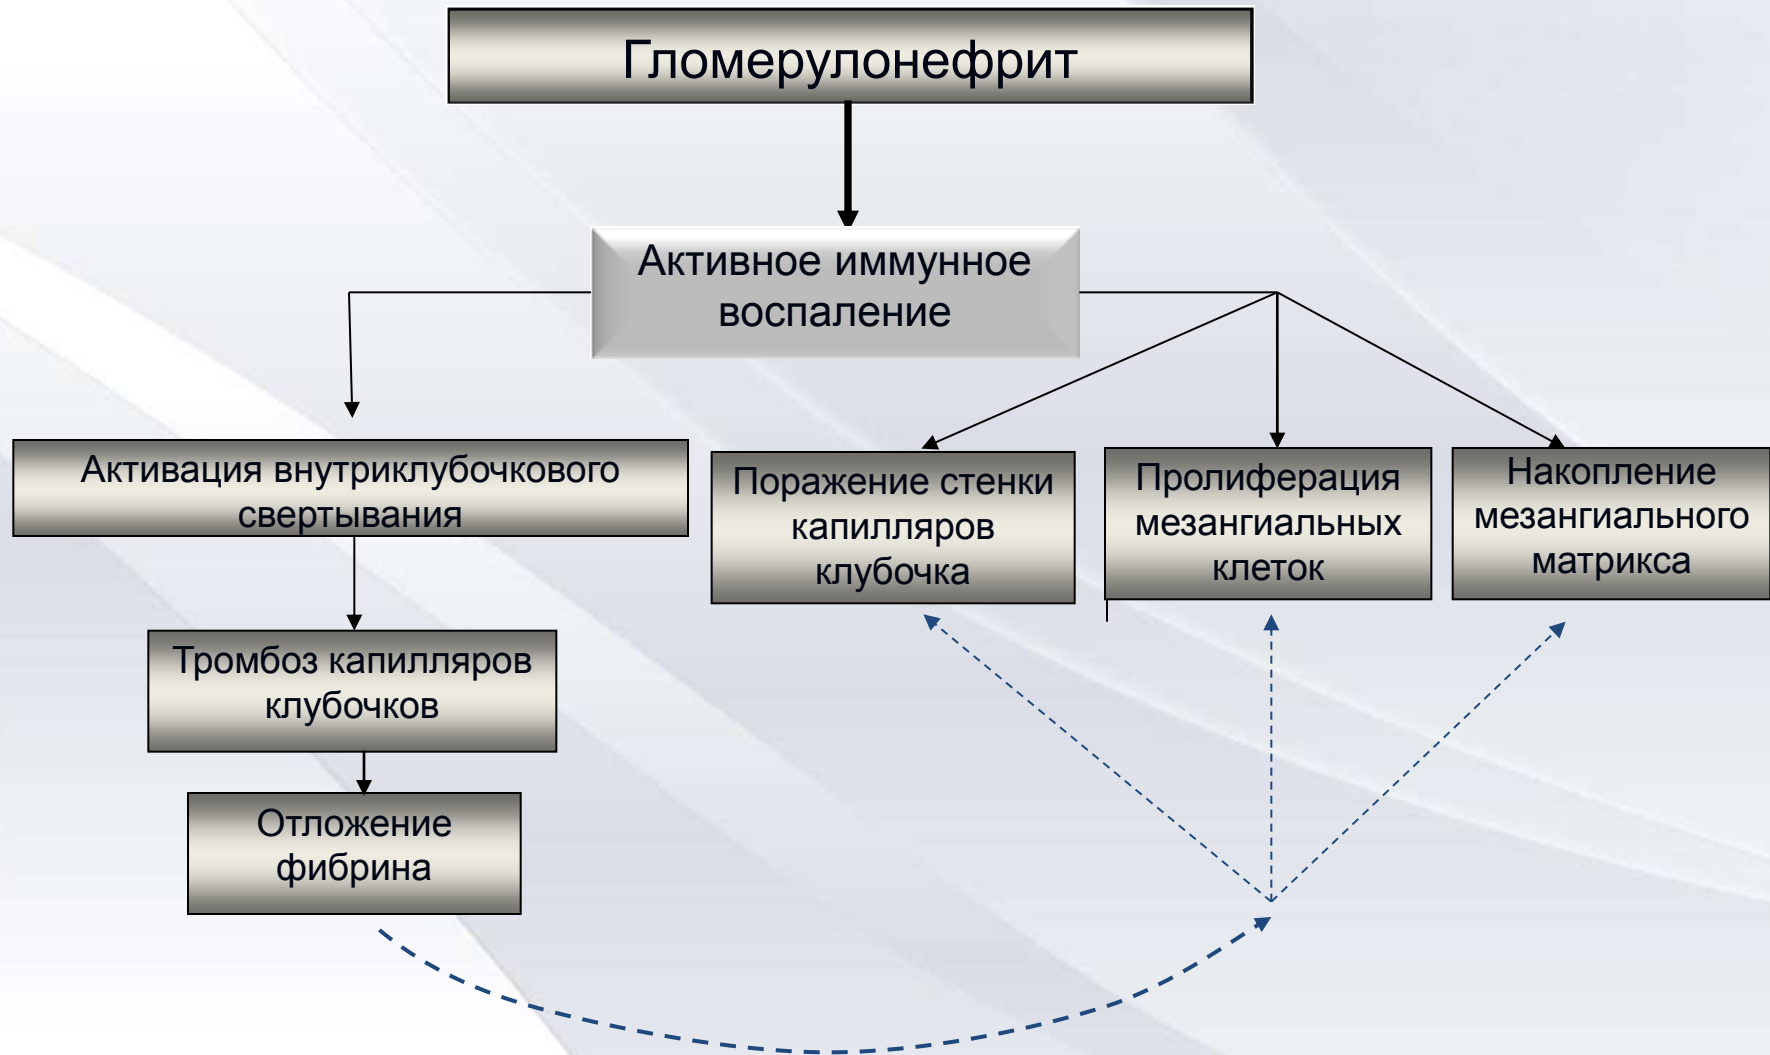 Гломерулонефрит
Активное иммунное
воспаление
Активация внутриклубочкового
свертывания
Поражение стенки
капилляров
клубочка
Пролиферация
мезангиальных
клеток
Накопление
мезангиального
матрикса
Тромбоз капилляров
клубочков
Отложение
фибрина